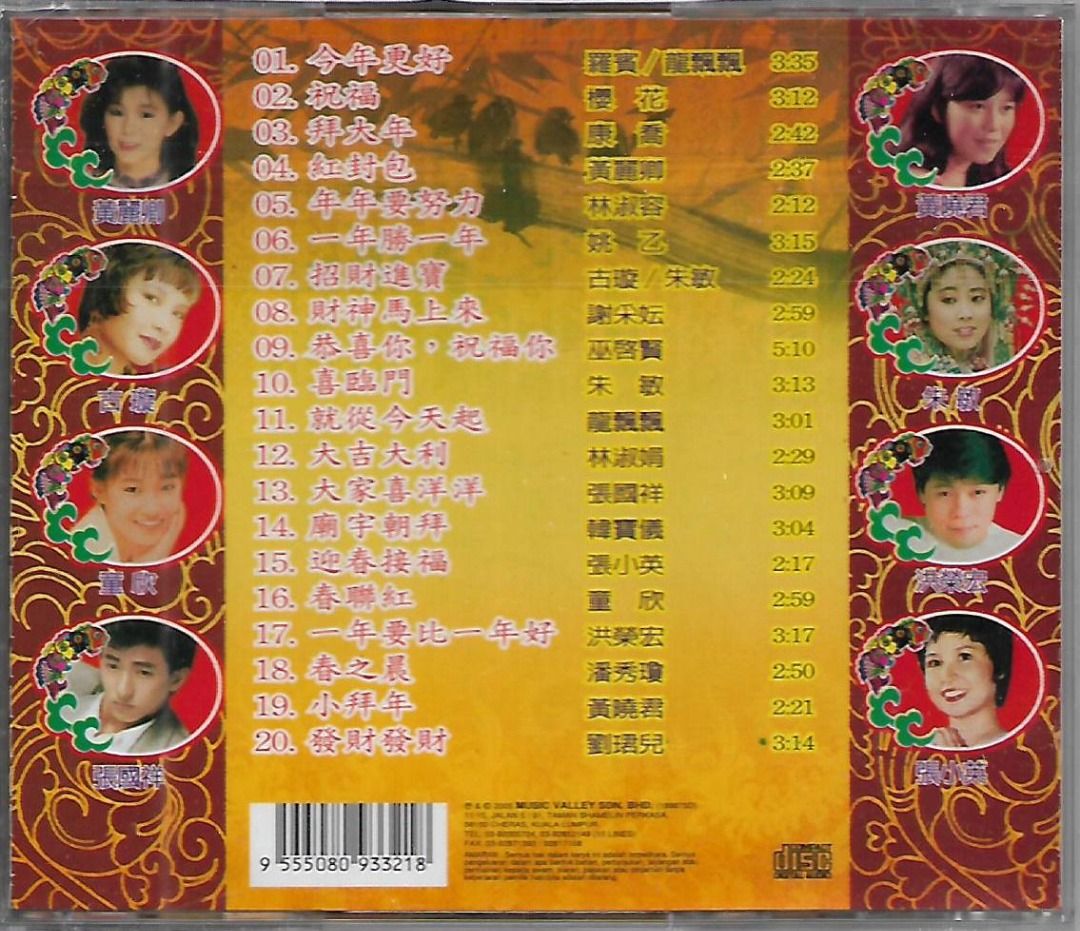 01. 今年更好 羅賓/龍飄飄 3:35
02. 祝福 櫻花 3:12
03. 拜大年 康喬 2:42
04. 紅封包 黃麗卿 2:37
05. 年年要努力 林淑容 2:12
06. 一年勝一年 姚乙 3:15
07. 招財進寶 古璇/朱敏 2:24
08. 財神馬上來 謝采妘 2:59
09. 恭喜你,祝福你 巫啓賢 5:10
10. 喜臨門 朱敏 3:13
11. 就從今天起 龍飄飄 3:01
12. 大吉大利 林淑娟 2:29
13. 大家喜洋洋 張國祥 3:09
14. 廟宇朝拜 韓寶儀 3:04
15. 迎春接福 張小英 2:17
16. 春聯紅 童欣 2:59
17. 一年要比一年好 洪榮宏 3:17
18. 春之晨 潘秀瓊 2:50
19. 小拜年 黃曉君 2:21
20. 發財發財 劉珺兒 3:14
黃麗卿
古璇
童欣
張國祥
黃曉君
朱敏
洪榮宏
張小英
9 555080 933218
℗ & © 2005 MUSIC VALLEY SDN. BHD.
JALAN TAMAN SHAMELIN PERKASA,
CHERAS, KUALA LUMPUR.
AMARAN:
disc